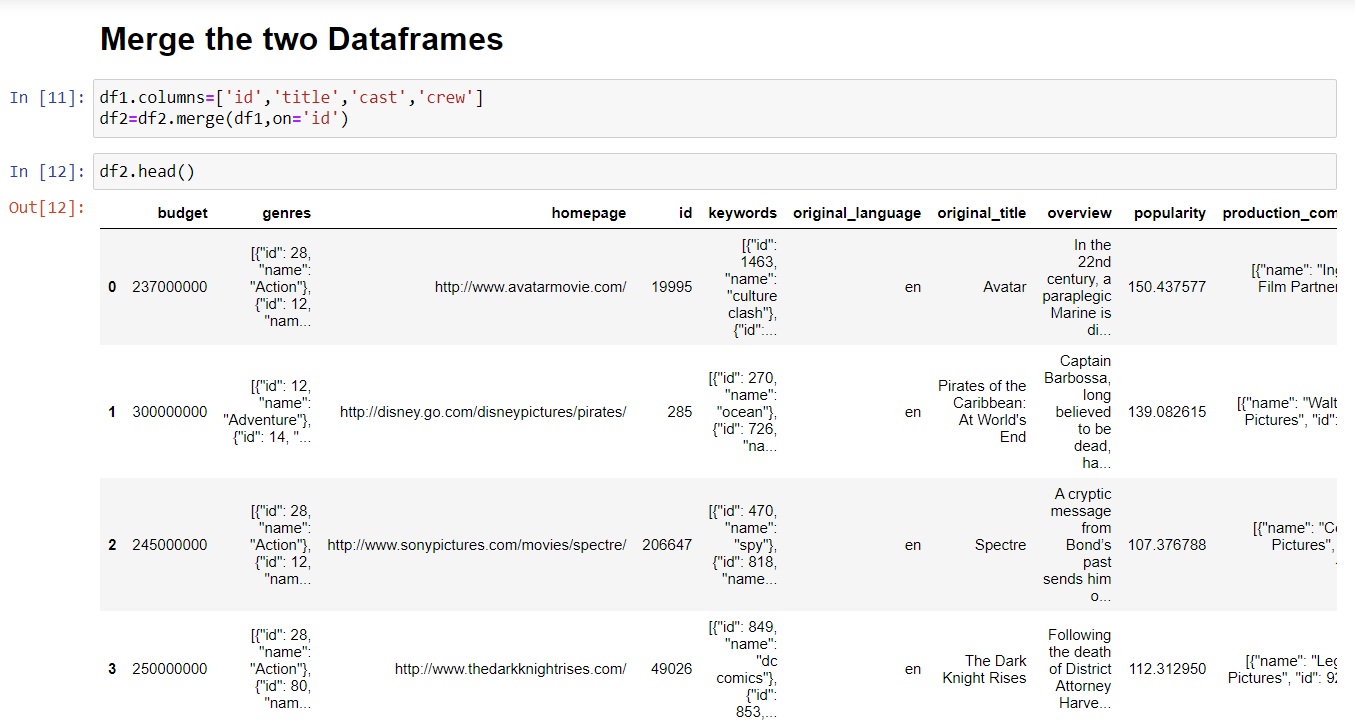 Merge the two Dataframes
In [11]: df1.columns=['id','title','cast','crew']
df2=df2.merge(df1,on='id')
In [12]: df2.head()
Out[12]:
budget genres homepage id keywords original_language original_title overview popularity production_com
[{"id": 28,
"name":
"Action"},
{"id": 12,
"nam...
[{"id":
1463,
"name":
"culture
clash"},
{"id":...
In the
22nd
century, a
paraplegic
Marine is
di...
[{"name": "Ing
Film Partner
0 237000000 http://www.avatarmovie.com/ 19995 en Avatar 150.437577
[{"id": 12,
"name":
"Adventure"},
{"id": 14, "...
[{"id": 270,
"name":
"ocean"},
{"id": 726,
"na...
Pirates of the
Caribbean:
At World's
End
Captain
Barbossa,
long
believed
to be
dead,
ha...
[{"name": "Walt
Pictures", "id":
1 300000000 http://disney.go.com/disneypictures/pirates/ 285 en 139.082615
[{"id": 28,
"name":
"Action"},
{"id": 12,
"nam...
[{"id": 470,
"name":
"spy"},
{"id": 818,
"name...
A cryptic
message
from
Bond’s
past
sends him
o...
[{"name": "Co
Pictures",
2 245000000 http://www.sonypictures.com/movies/spectre/ 206647 en Spectre 107.376788
[{"id": 28,
"name":
"Action"},
{"id": 80,
"nam...
[{"id": 849,
"name":
"dc
comics"},
{"id":
853,...
The Dark
Knight Rises
Following
the death
of District
Attorney
Harve...
[{"name": "Leg
Pictures", "id": 92
3 250000000 http://www.thedarkknightrises.com/ 49026 en 112.312950